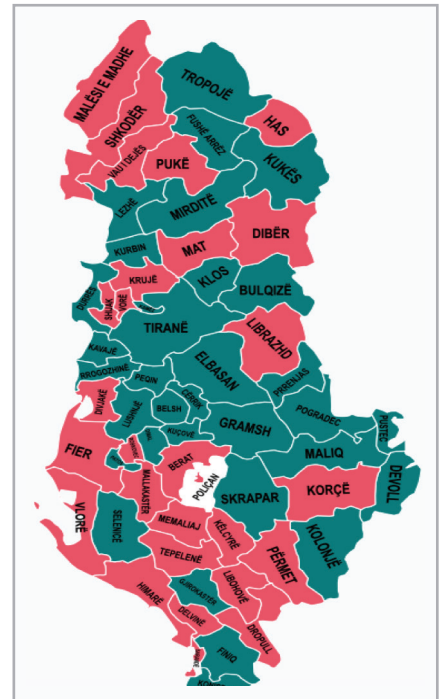 TROPOJË
MALËSI E MADHE
SHKODËR
HAS
FUSHË ARRËZ
VAU I DEJËS
PUKË
KUKËS
LEZHË
MIRDITË
DIBËR
KURBIN
MAT
KRUJË
KLOS
BULQIZË
DURRËS
SHIJAK
VORË
TIRANË
LIBRAZHD
KAVAJË
ELBASAN
RROGOZHINË
PEQIN
PRRENJAS
DIVJAKË
LUSHNJË
BELSH
CËRRIK
POGRADEC
PUSTEC
GRAMSH
KUÇOVË
MALIQ
FIER
BERAT
DEVOLL
POLIÇAN
SKRAPAR
KORÇË
MALLAKASTËR
VLORË
SELENICË
MEMALIAJ
KËLCYRË
KOLONJË
TEPELENË
PËRMET
GJIROKASTËR
LIBOHOVË
HIMARË
DELVINË
DROPULL
FINIQ